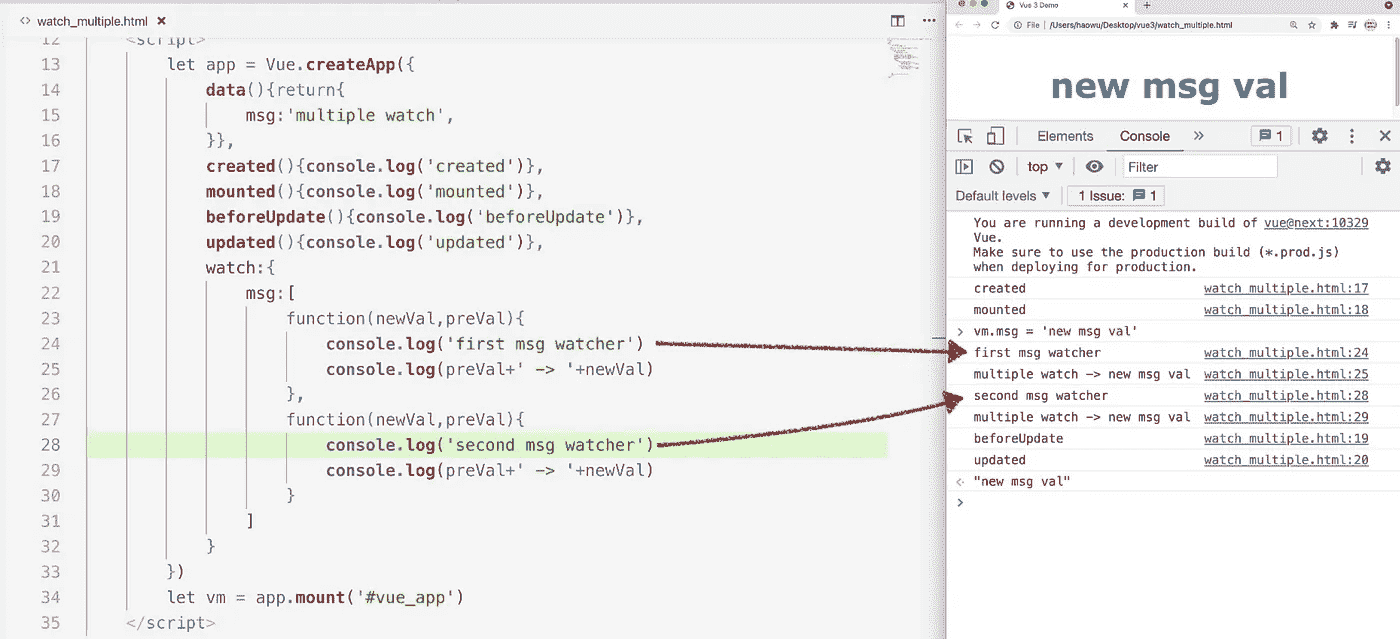 watch_multiple.html
12 <script>
13 let app = Vue.createApp({
14 data(){return{
15 msg:'multiple watch',
16 }},
17 created(){console.log('created')},
18 mounted(){console.log('mounted')},
19 beforeUpdate(){console.log('beforeUpdate')},
20 updated(){console.log('updated')},
21 watch:{
22 msg:[
23 function(newVal,preVal){
24 console.log('first msg watcher')
25 console.log(preVal+' -> '+newVal)
26 },
27 function(newVal,preVal){
28 console.log('second msg watcher')
29 console.log(preVal+' -> '+newVal)
30 }
31 ]
32 }
33 })
34 let vm = app.mount('#vue_app')
35 </script>
Vue 3 Demo
File | /Users/haowu/Desktop/vue3/watch_multiple.html
new msg val
Elements Console » 1
top Filter
Default levels 1 Issue: 1
You are running a development build of vue@next:10329
Vue.
Make sure to use the production build (*.prod.js)
when deploying for production.
created watch_multiple.html:17
mounted watch_multiple.html:18
> vm.msg = 'new msg val'
first msg watcher watch_multiple.html:24
multiple watch -> new msg val watch_multiple.html:25
second msg watcher watch_multiple.html:28
multiple watch -> new msg val watch_multiple.html:29
beforeUpdate watch_multiple.html:19
updated watch_multiple.html:20
"new msg val"
>